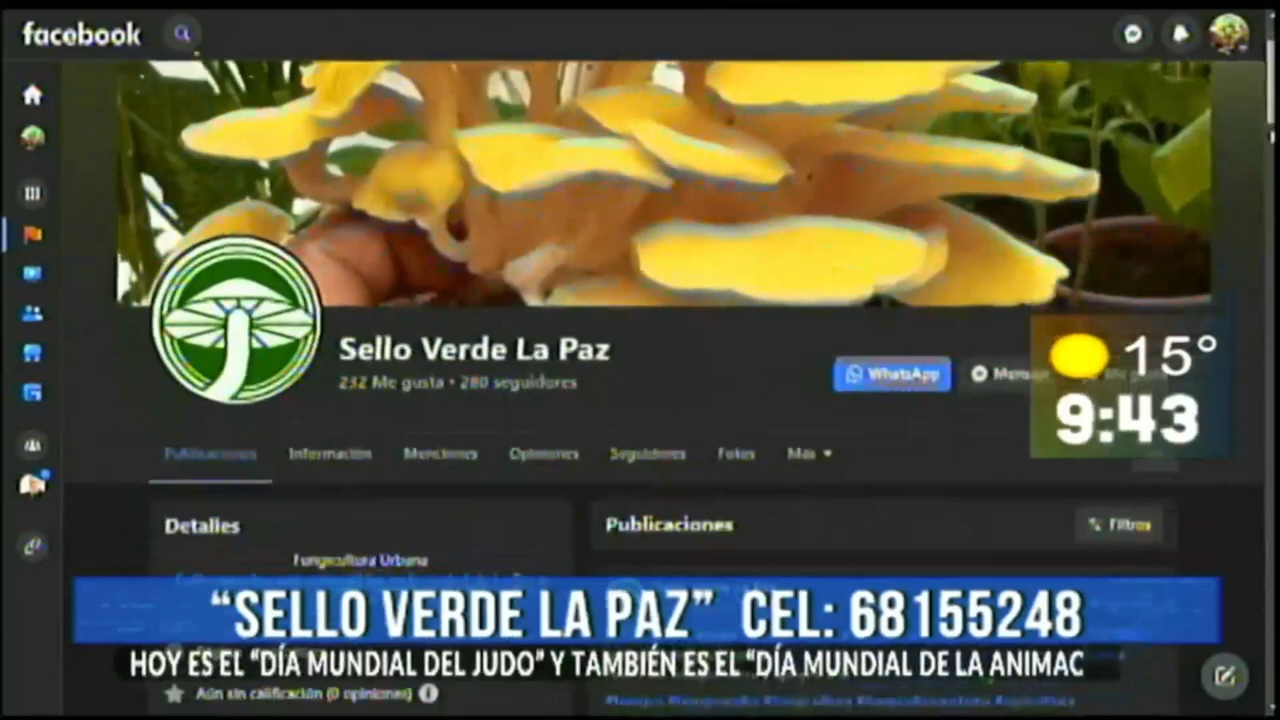 facebook
Sello Verde La Paz
232 Me gusta • 280 seguidores
WhatsApp
15°
9:43
Publicaciones Información Menciones Opiniones Seguidores Fotos Más
Detalles
Publicaciones
Filtros
Fungicultura Urbana
“SELLO VERDE LA PAZ” CEL: 68155248
HOY ES EL “DÍA MUNDIAL DEL JUDO” Y TAMBIÉN ES EL “DÍA MUNDIAL DE LA ANIMAC
Aún sin calificación (0 opiniones)